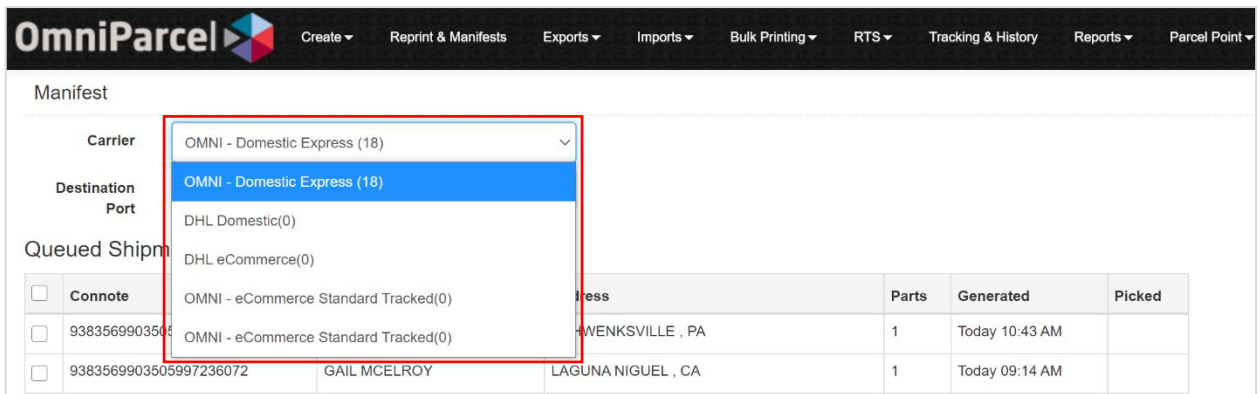 OmniParcel Create Reprint & Manifests Exports Imports Bulk Printing RTS Tracking & History Reports Parcel Point
Manifest
Carrier OMNI - Domestic Express (18)
OMNI - Domestic Express (18)
Destination
Port
DHL Domestic(0)
Queued Shipm
DHL eCommerce(0)
Connote OMNI - eCommerce Standard Tracked(0) Parts Generated Picked
OMNI - eCommerce Standard Tracked(0) , PA 1 Today 10:43 AM
9383569903505997236072 GAIL MCELROY LAGUNA NIGUEL , CA 1 Today 09:14 AM